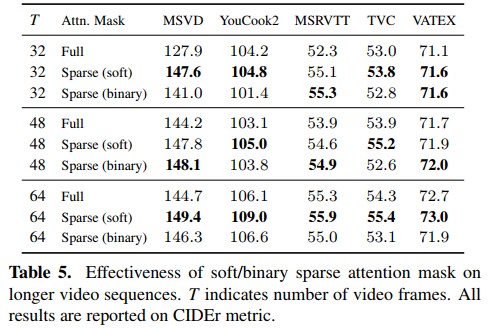 T Attn. Mask MSVD YouCook2 MSRVTT TVC VATEX
32 Full 127.9 104.2 52.3 53.0 71.1
32 Sparse (soft) 147.6 104.8 55.1 53.8 71.6
32 Sparse (binary) 141.0 101.4 55.3 52.8 71.6
48 Full 144.2 103.1 53.9 53.9 71.7
48 Sparse (soft) 147.8 105.0 54.6 55.2 71.9
48 Sparse (binary) 148.1 103.8 54.9 52.6 72.0
64 Full 144.7 106.1 55.3 54.3 72.7
64 Sparse (soft) 149.4 109.0 55.9 55.4 73.0
64 Sparse (binary) 146.3 106.6 55.0 53.1 71.9
Table 5. Effectiveness of soft/binary sparse attention mask on
longer video sequences. T indicates number of video frames. All
results are reported on CIDEr metric.